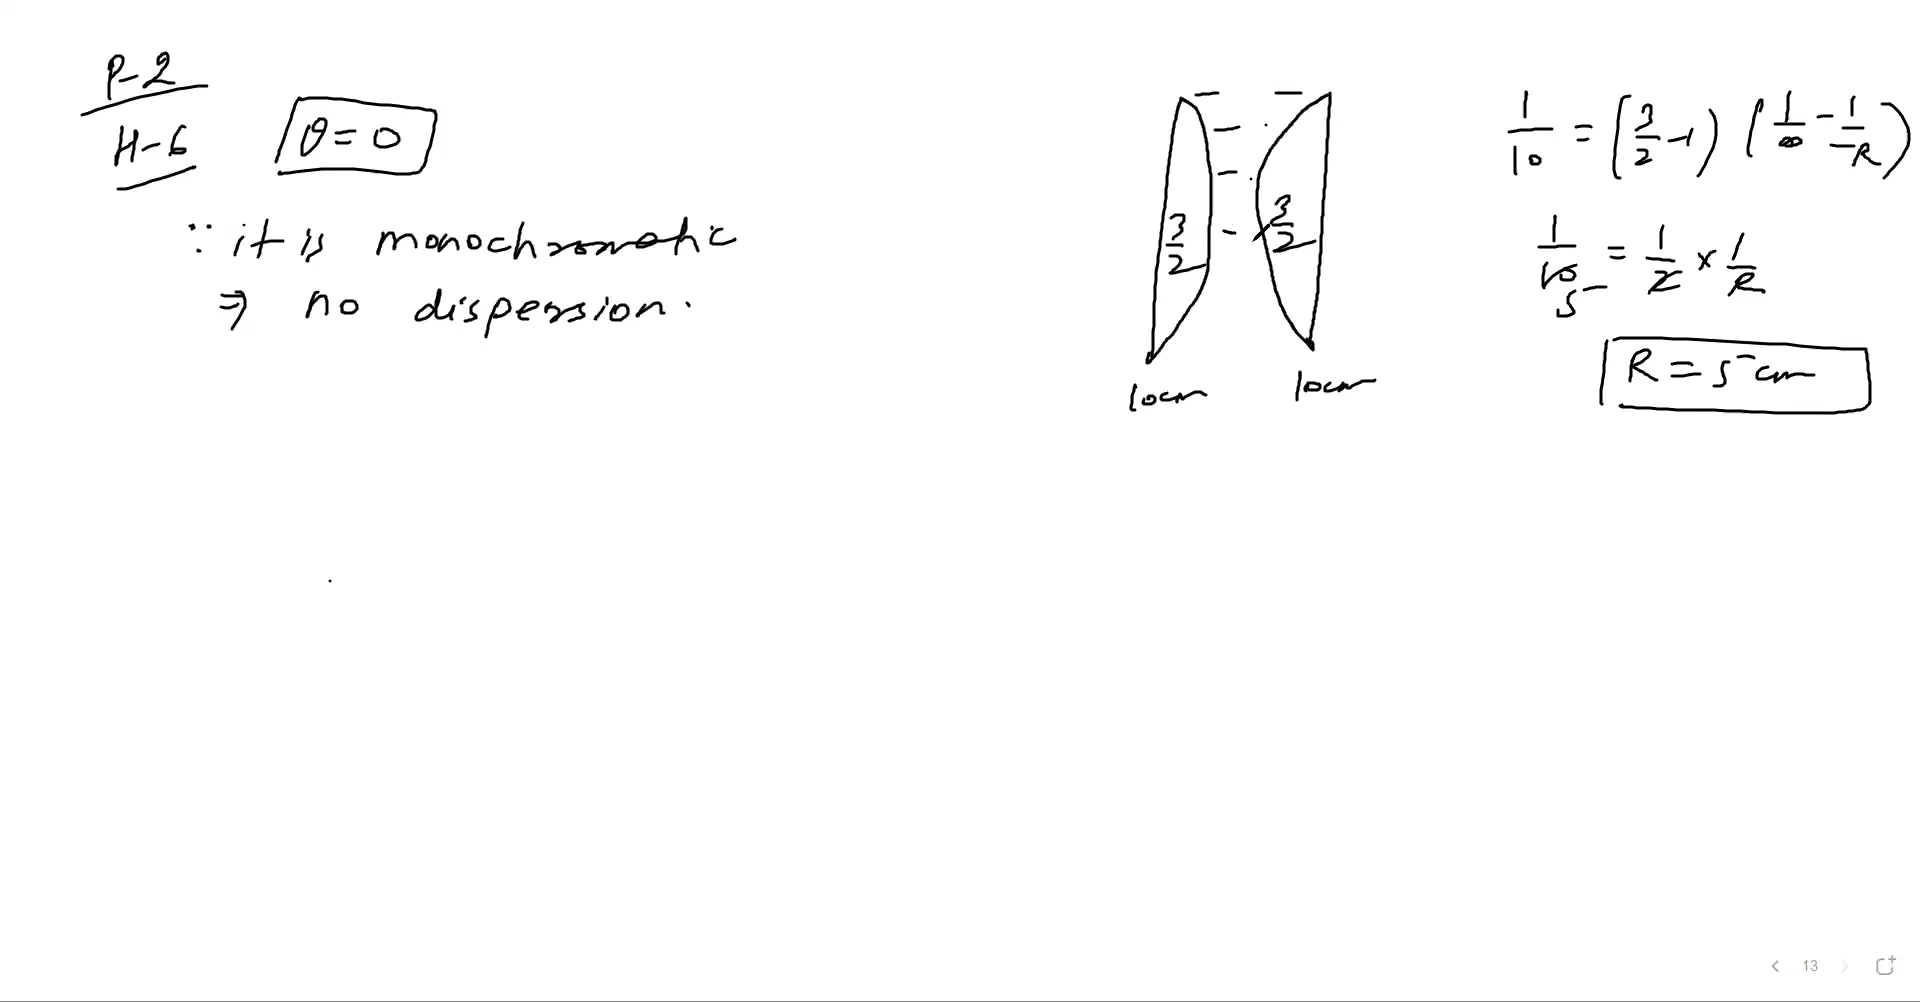 P-2
H-6
θ=0
∵ it is monochromatic
⇒ no dispersion.
3/2
3/2
10cm
10cm
1/10 = (3/2-1) (1/∞ - 1/-R)
1/10 = 1/2 × 1/R
5
R = 5 cm
13